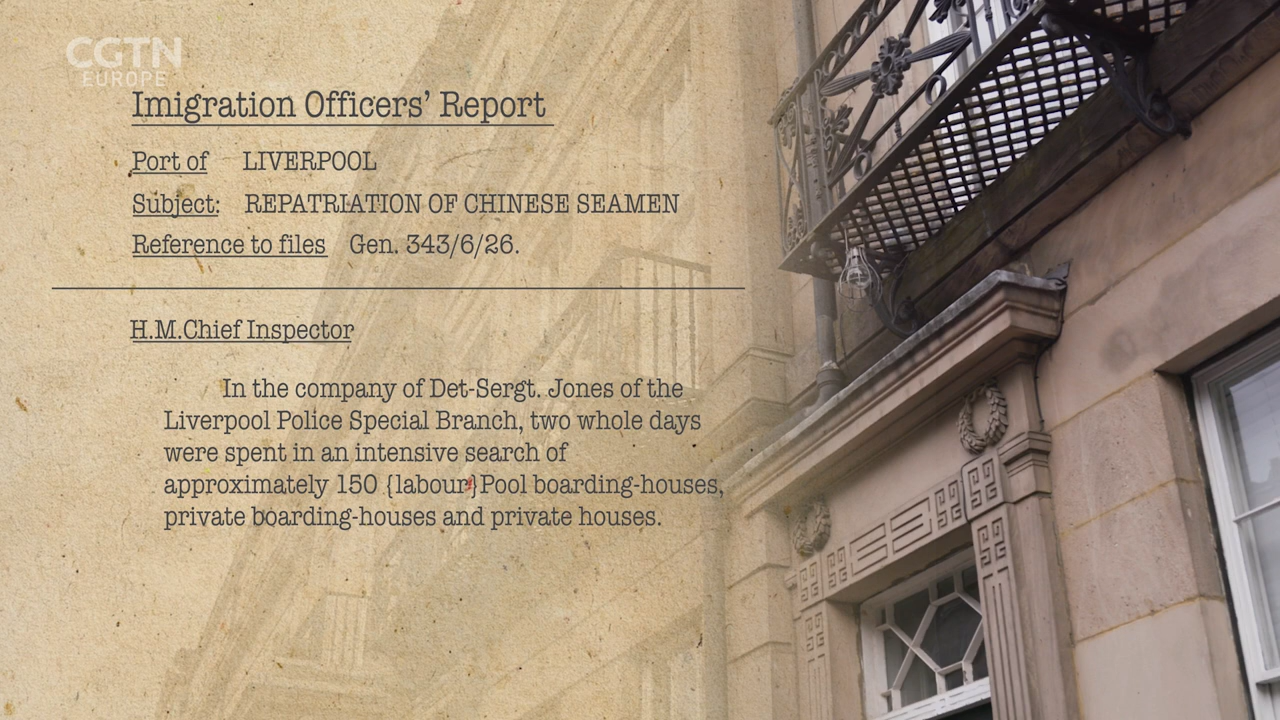 CGTN
EUROPE
Imigration Officers' Report
Port of LIVERPOOL
Subject: REPATRIATION OF CHINESE SEAMEN
Reference to files Gen. 343/6/26.
H.M.Chief Inspector
In the company of Det-Sergt. Jones of the
Liverpool Police Special Branch, two whole days
were spent in an intensive search of
approximately 150 {labour}Pool boarding-houses,
private boarding-houses and private houses.